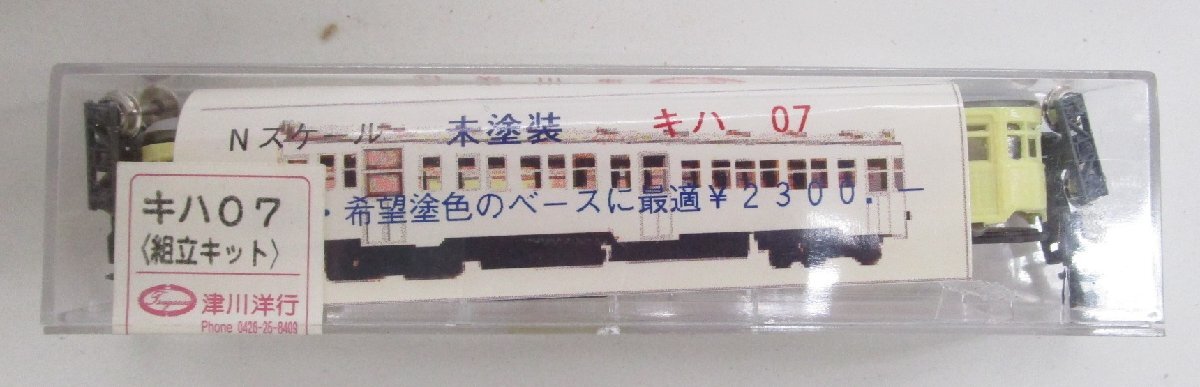 Nスケール 未塗装 キハ 07
・希望塗色のベースに最適￥2300.―
キハ07
〈組立キット〉
津川洋行
Phone 0426-25-8409